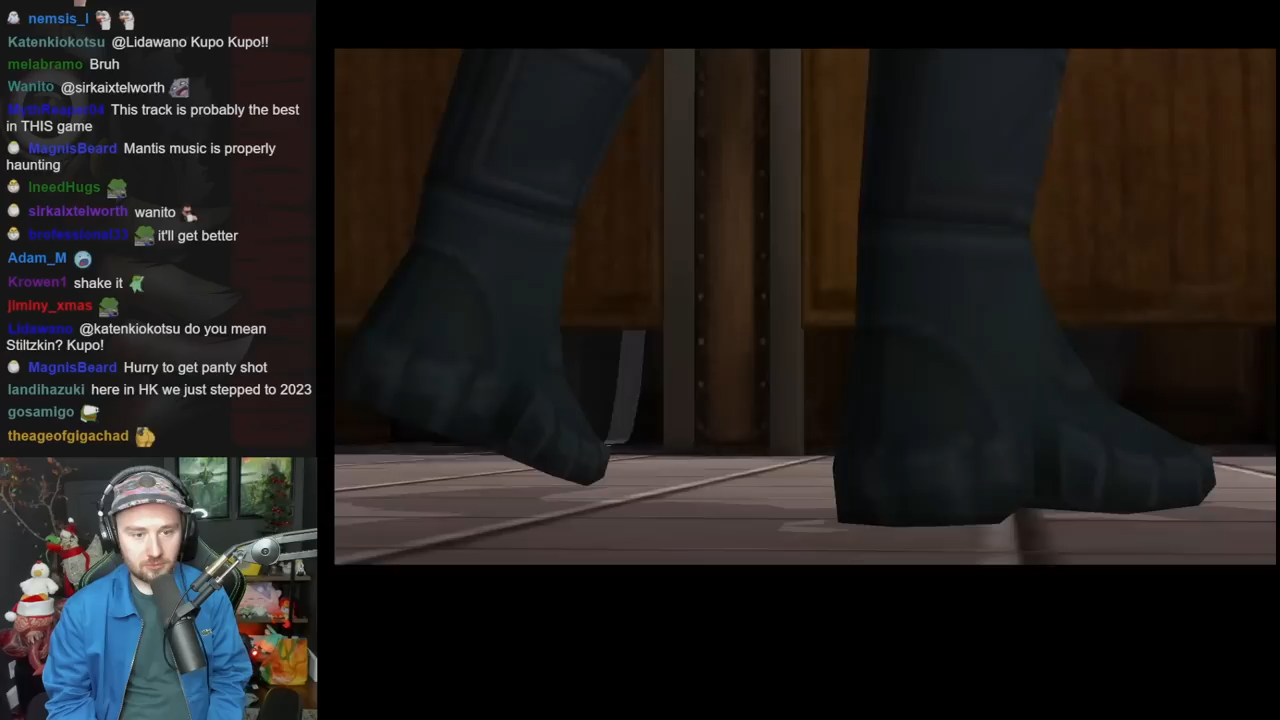 nemsis_l
Katenkiokotsu @Lidawano Kupo Kupo!!
melabramo Bruh
Wanito @sirkaixtelworth
MythReaper04 This track is probably the best
in THIS game
MagnisBeard Mantis music is properly
haunting
IneedHugs
sirkaixtelworth wanito
brofessional33 it'll get better
Adam_M
Krowen1 shake it
jiminy_xmas
Lidawano @katenkiokotsu do you mean
Stiltzkin? Kupo!
MagnisBeard Hurry to get panty shot
landihazuki here in HK we just stepped to 2023
gosamigo
theageofgigachad